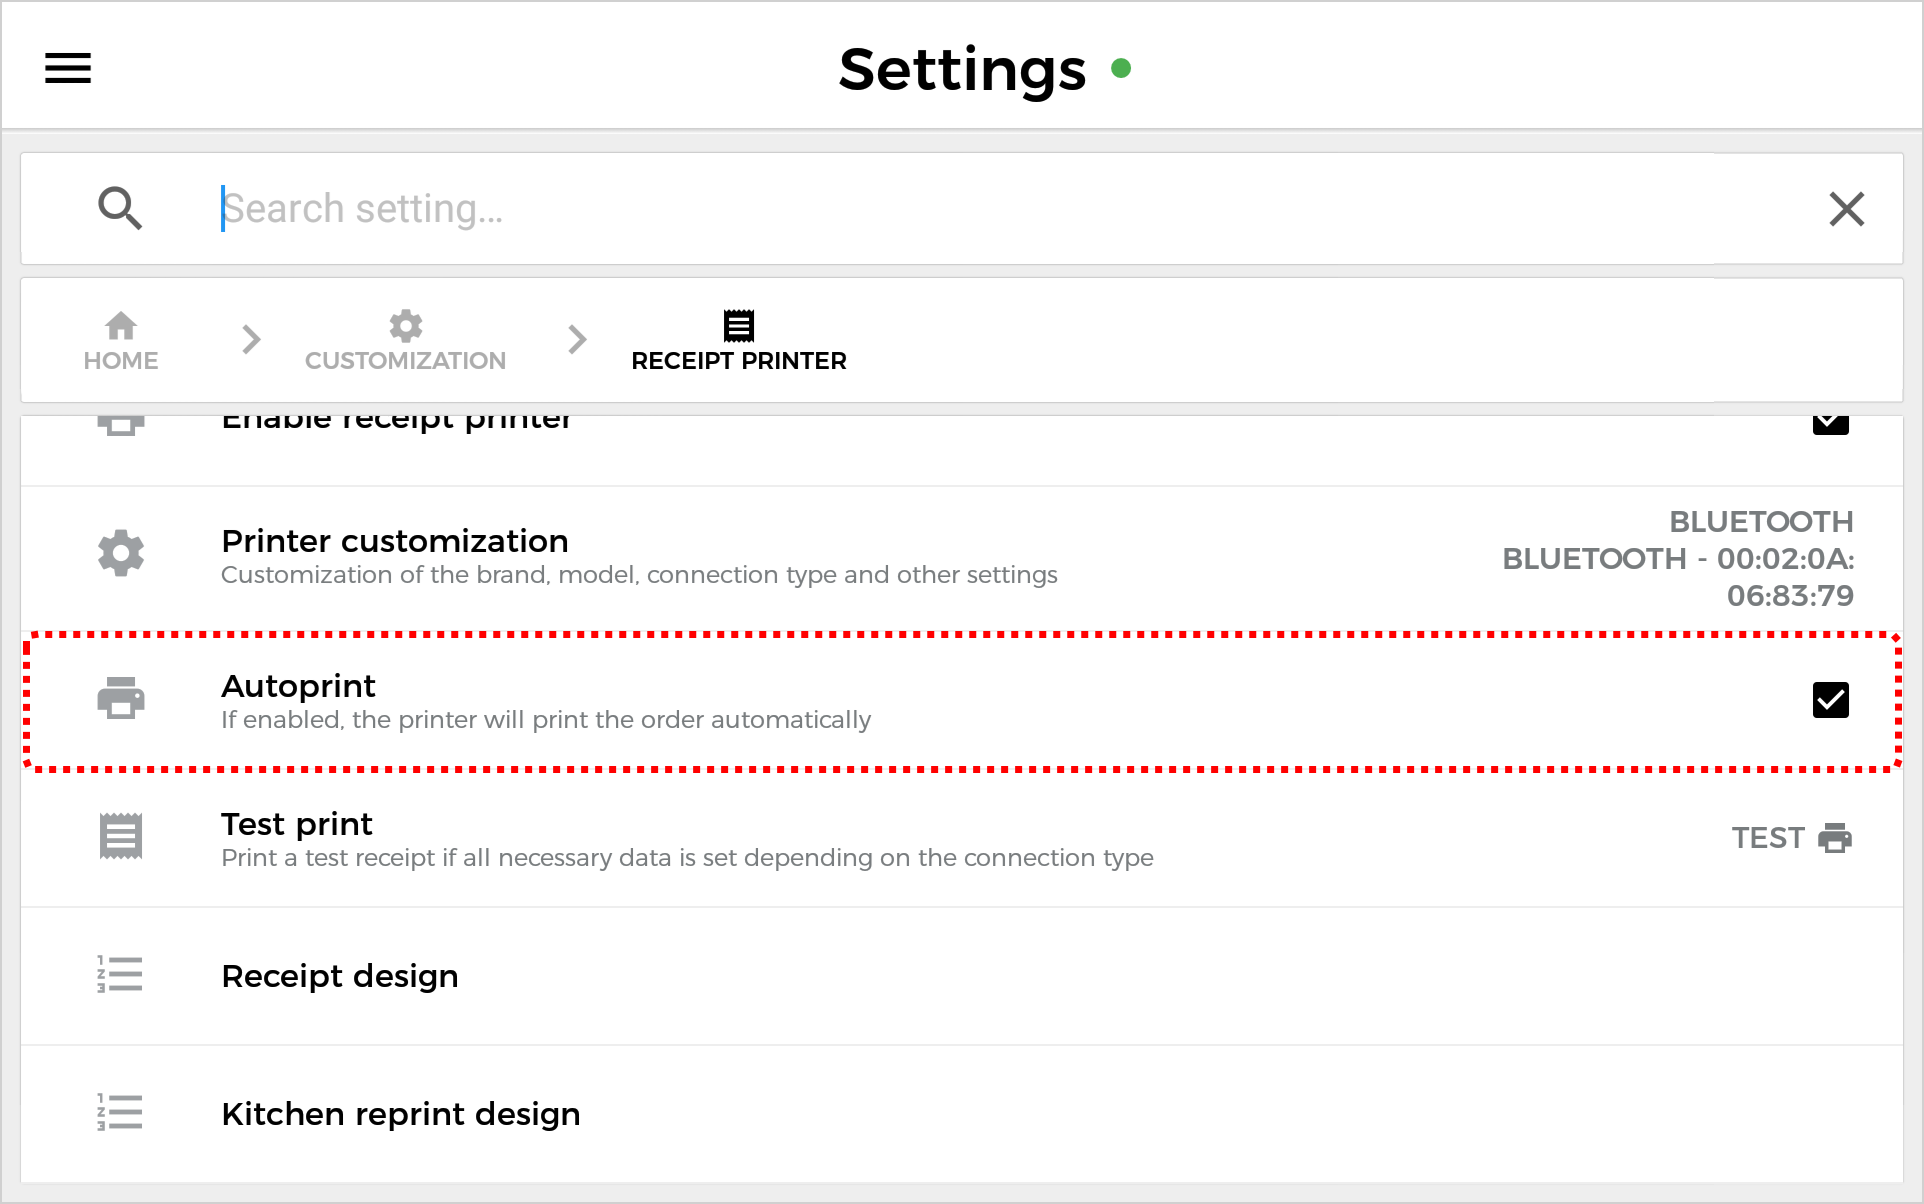 Settings
Search setting...
HOME
CUSTOMIZATION
RECEIPT PRINTER
Enable receipt printer
Printer customization
Customization of the brand, model, connection type and other settings
BLUETOOTH
BLUETOOTH - 00:02:0A:
06:83:79
Autoprint
If enabled, the printer will print the order automatically
Test print
Print a test receipt if all necessary data is set depending on the connection type
TEST
Receipt design
Kitchen reprint design